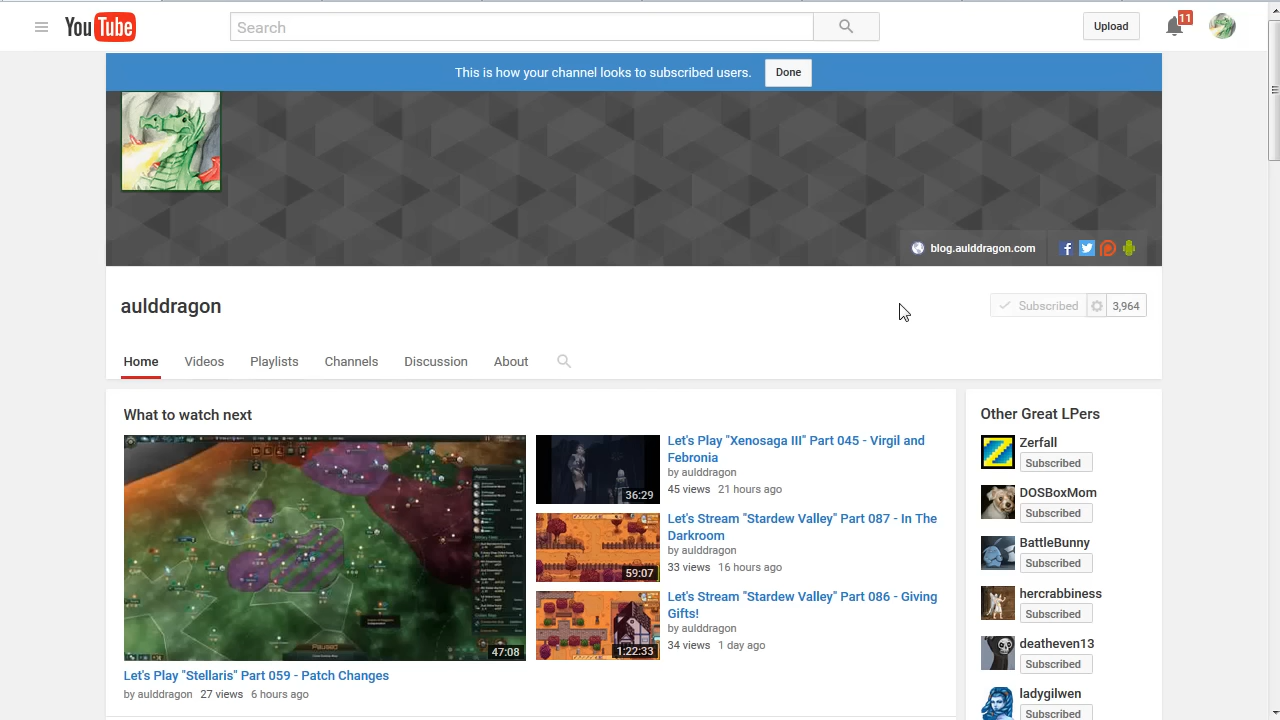 YouTube
Search
Upload
11
This is how your channel looks to subscribed users.
Done
blog.aulddragon.com
aulddragon
Subscribed
3,964
Home
Videos
Playlists
Channels
Discussion
About
What to watch next
47:08
Let's Play "Stellaris" Part 059 - Patch Changes
by aulddragon 27 views 6 hours ago
36:29
Let's Play "Xenosaga III" Part 045 - Virgil and
Febronia
by aulddragon
45 views 21 hours ago
59:07
Let's Stream "Stardew Valley" Part 087 - In The
Darkroom
by aulddragon
33 views 16 hours ago
1:22:33
Let's Stream "Stardew Valley" Part 086 - Giving
Gifts!
by aulddragon
34 views 1 day ago
Other Great LPers
Zerfall
Subscribed
DOSBoxMom
Subscribed
BattleBunny
Subscribed
hercrabbiness
Subscribed
deatheven13
Subscribed
ladygilwen
Subscribed